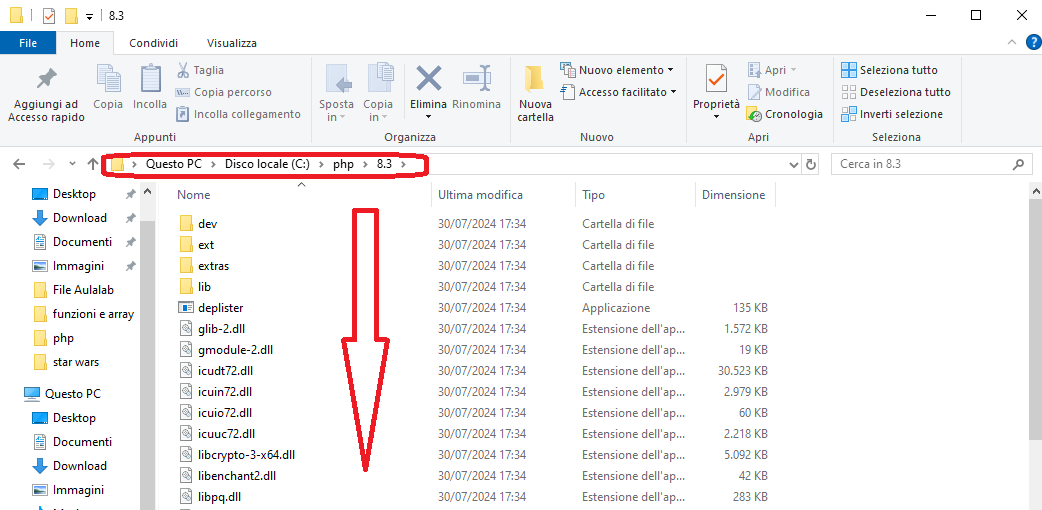 8.3
File Home Condividi Visualizza
Aggiungi ad Accesso rapido
Copia
Incolla
Taglia
Copia percorso
Incolla collegamento
Appunti
Sposta in
Copia in
Elimina
Rinomina
Organizza
Nuova cartella
Nuovo elemento
Accesso facilitato
Nuovo
Proprietà
Apri
Modifica
Cronologia
Apri
Seleziona tutto
Deseleziona tutto
Inverti selezione
Seleziona
Questo PC > Disco locale (C:) > php > 8.3 >
Cerca in 8.3
Desktop
Download
Documenti
Immagini
File Aulalab
funzioni e array
php
star wars
Questo PC
Desktop
Documenti
Download
Immagini
Nome Ultima modifica Tipo Dimensione
dev 30/07/2024 17:34 Cartella di file
ext 30/07/2024 17:34 Cartella di file
extras 30/07/2024 17:34 Cartella di file
lib 30/07/2024 17:34 Cartella di file
deplister 30/07/2024 17:34 Applicazione 135 KB
glib-2.dll 30/07/2024 17:34 Estensione dell'ap... 1.572 KB
gmodule-2.dll 30/07/2024 17:34 Estensione dell'ap... 19 KB
icudt72.dll 30/07/2024 17:34 Estensione dell'ap... 30.523 KB
icuin72.dll 30/07/2024 17:34 Estensione dell'ap... 2.979 KB
icuio72.dll 30/07/2024 17:34 Estensione dell'ap... 60 KB
icuuc72.dll 30/07/2024 17:34 Estensione dell'ap... 2.218 KB
libcrypto-3-x64.dll 30/07/2024 17:34 Estensione dell'ap... 5.092 KB
libenchant2.dll 30/07/2024 17:34 Estensione dell'ap... 42 KB
libpq.dll 30/07/2024 17:34 Estensione dell'ap... 283 KB